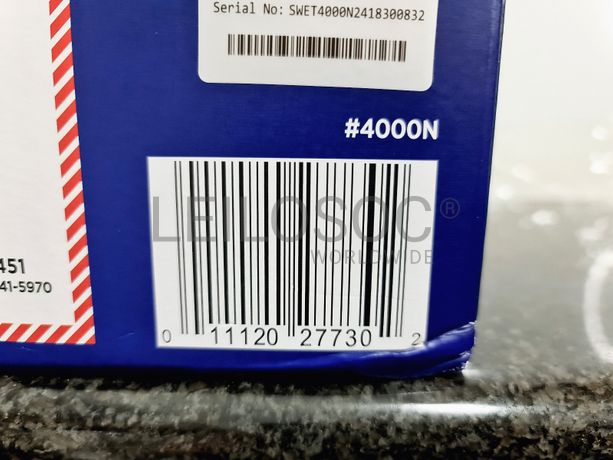 Serial No: SWET4000N2418300832
#4000N
LEILOSOC®
WORLDWIDE
451
41-5970
0 11120 27730 2